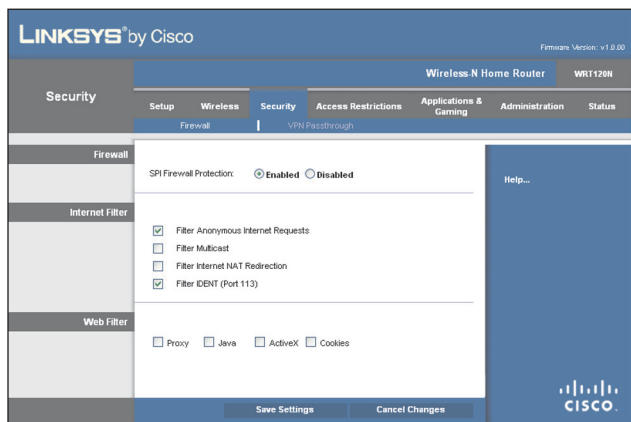 LINKSYS® by Cisco
Firmware Version: v1.0.00
Wireless-N Home Router WRT120N
Security
Setup Wireless Security Access Restrictions Applications & Gaming Administration Status
Firewall VPN Passthrough
Firewall
SPI Firewall Protection: Enabled Disabled
Help...
Internet Filter
Filter Anonymous Internet Requests
Filter Multicast
Filter Internet NAT Redirection
Filter IDENT (Port 113)
Web Filter
Proxy Java ActiveX Cookies
Save Settings Cancel Changes
CISCO.